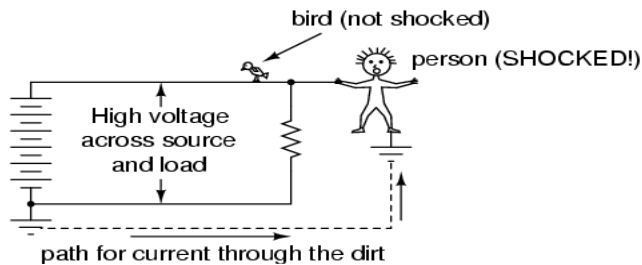 bird (not shocked)
person (SHOCKED!)
High voltage
across source
and load
path for current through the dirt